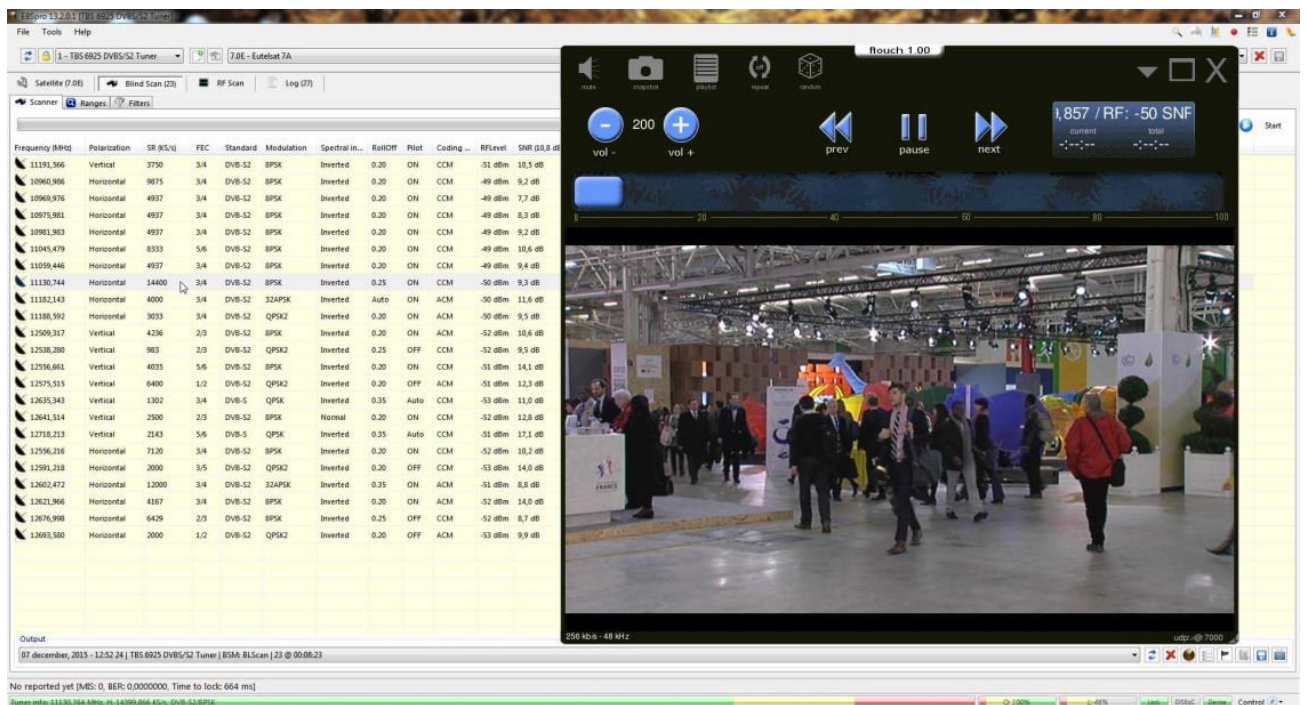 EBSpro 13.2.0.1 [TBS 6925 DVBS/S2 Tuner]
File Tools Help
1 - TBS 6925 DVBS/S2 Tuner 7.0E - Eutelsat 7A
Satellite (7.0E) Blind Scan (23) RF Scan Log (27)
Scanner Ranges Filters
Start
Frequency (MHz) Polarization SR (KS/s) FEC Standard Modulation Spectral in... RollOff Pilot Coding ... RFLevel SNR (10,8 dB
11191,566 Vertical 3750 3/4 DVB-S2 8PSK Inverted 0.20 ON CCM -51 dBm 10,5 dB
10960,986 Horizontal 9875 3/4 DVB-S2 8PSK Inverted 0.20 ON CCM -49 dBm 9,2 dB
10969,976 Horizontal 4937 3/4 DVB-S2 8PSK Inverted 0.20 ON CCM -49 dBm 7,7 dB
10975,981 Horizontal 4937 3/4 DVB-S2 8PSK Inverted 0.20 ON CCM -49 dBm 8,3 dB
10981,983 Horizontal 4937 3/4 DVB-S2 8PSK Inverted 0.20 ON CCM -49 dBm 9,2 dB
11045,479 Horizontal 8333 5/6 DVB-S2 8PSK Inverted 0.20 ON CCM -49 dBm 10,6 dB
11059,446 Horizontal 4937 3/4 DVB-S2 8PSK Inverted 0.20 ON CCM -49 dBm 9,4 dB
11130,744 Horizontal 14400 3/4 DVB-S2 8PSK Inverted 0.25 ON CCM -50 dBm 9,3 dB
11182,143 Horizontal 4000 3/4 DVB-S2 32APSK Inverted Auto ON ACM -50 dBm 11,6 dB
11188,592 Horizontal 3033 3/4 DVB-S2 QPSK2 Inverted 0.20 ON ACM -50 dBm 9,5 dB
12509,317 Vertical 4236 2/3 DVB-S2 8PSK Inverted 0.20 ON CCM -52 dBm 10,6 dB
12538,280 Vertical 983 2/3 DVB-S2 QPSK2 Inverted 0.25 OFF CCM -52 dBm 9,5 dB
12556,661 Vertical 4035 5/6 DVB-S2 8PSK Inverted 0.20 ON CCM -51 dBm 14,1 dB
12575,515 Vertical 6400 1/2 DVB-S2 QPSK2 Inverted 0.20 OFF ACM -51 dBm 12,3 dB
12635,343 Vertical 1302 3/4 DVB-S QPSK Inverted 0.35 Auto CCM -53 dBm 11,0 dB
12641,514 Vertical 2500 2/3 DVB-S2 8PSK Normal 0.20 ON CCM -52 dBm 12,8 dB
12718,213 Vertical 2143 5/6 DVB-S QPSK Inverted 0.35 Auto CCM -51 dBm 17,1 dB
12556,216 Horizontal 7120 3/4 DVB-S2 8PSK Inverted 0.20 ON CCM -52 dBm 10,2 dB
12591,218 Horizontal 2000 3/5 DVB-S2 QPSK2 Inverted 0.20 OFF CCM -53 dBm 14,0 dB
12602,472 Horizontal 12000 3/4 DVB-S2 32APSK Inverted 0.35 ON ACM -51 dBm 8,8 dB
12621,966 Horizontal 4167 3/4 DVB-S2 8PSK Inverted 0.20 ON ACM -52 dBm 14,0 dB
12676,998 Horizontal 6429 2/3 DVB-S2 8PSK Inverted 0.25 OFF CCM -52 dBm 8,7 dB
12693,580 Horizontal 2000 1/2 DVB-S2 QPSK2 Inverted 0.20 OFF ACM -53 dBm 9,9 dB
ftouch 1.00
mute snapshot playlist off repeat random
vol - 200 vol + prev pause next
,857 / RF: -50 SNF
current total
-:--:-- -:--:--
0 20 40 60 80 100
FRANCE
256 kb/s - 48 kHz udp:@:7000
Output
07 december, 2015 - 12:52 24 | TBS 6925 DVBS/S2 Tuner | BSM: BLScan | 23 @ 00:08:23
No reported yet [MIS: 0, BER: 0,0000000, Time to lock: 664 ms]
Tuner info: 11130,764 MHz, H, 14399,866 KS/s, DVB-S2/8PSK Q: 100% L: 46% Lock DiSEqC Dense Control